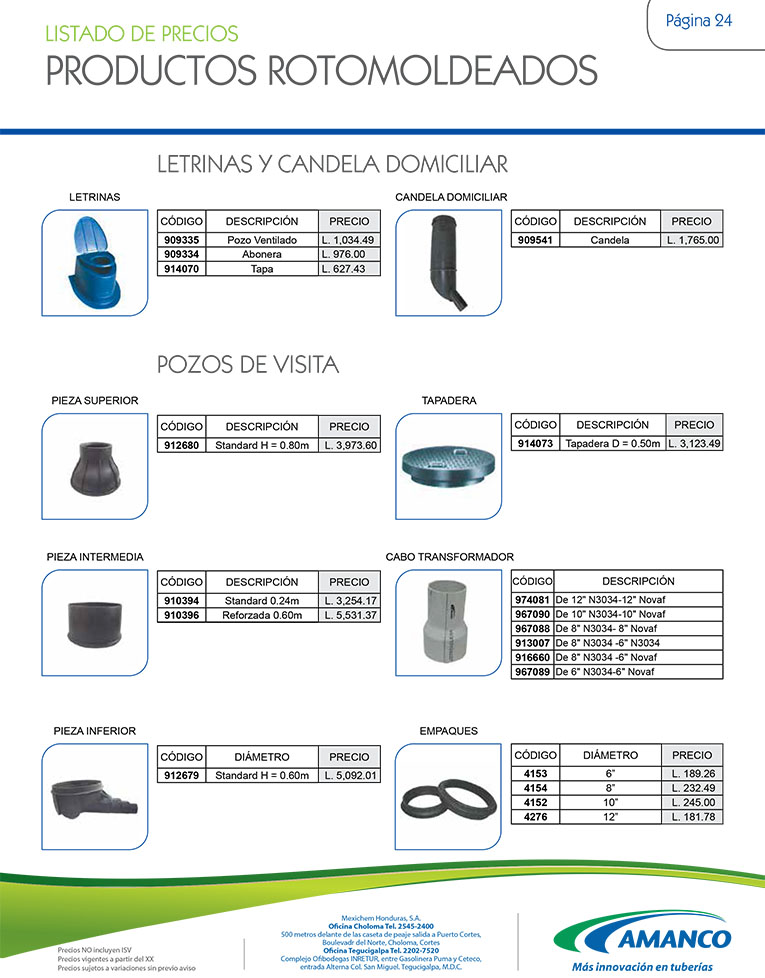 LISTADO DE PRECIOS
PRODUCTOS ROTOMOLDEADOS
Página 24
LETRINAS Y CANDELA DOMICILIAR
LETRINAS
CÓDIGO DESCRIPCIÓN PRECIO
909335 Pozo Ventilado L. 1,034.49
909334 Abonera L. 976.00
914070 Tapa L. 627.43
CANDELA DOMICILIAR
CÓDIGO DESCRIPCIÓN PRECIO
909541 Candela L. 1,765.00
POZOS DE VISITA
PIEZA SUPERIOR
CÓDIGO DESCRIPCIÓN PRECIO
912680 Standard H = 0.80m L. 3,973.60
TAPADERA
CÓDIGO DESCRIPCIÓN PRECIO
914073 Tapadera D = 0.50m L. 3,123.49
PIEZA INTERMEDIA
CÓDIGO DESCRIPCIÓN PRECIO
910394 Standard 0.24m L. 3,254.17
910396 Reforzada 0.60m L. 5,531.37
CABO TRANSFORMADOR
CÓDIGO DESCRIPCIÓN
974081 De 12" N3034-12" Novaf
967090 De 10" N3034-10" Novaf
967088 De 8" N3034- 8" Novaf
913007 De 8" N3034 -6" N3034
916660 De 8" N3034 -6" Novaf
967089 De 6" N3034-6" Novaf
PIEZA INFERIOR
CÓDIGO DIÁMETRO PRECIO
912679 Standard H = 0.60m L. 5,092.01
EMPAQUES
CÓDIGO DIÁMETRO PRECIO
4153 6" L. 189.26
4154 8" L. 232.49
4152 10" L. 245.00
4276 12" L. 181.78
Precios NO incluyen ISV
Precios vigentes a partir del XX
Precios sujetos a variaciones sin previo aviso
Mexichem Honduras, S.A.
Oficina Choloma Tel. 2545-2400
500 metros delante de las caseta de peaje salida a Puerto Cortes,
Boulevadr del Norte, Choloma, Cortes
Oficina Tegucigalpa Tel. 2202-7520
Complejo Ofibodegas INRETUR, entre Gasolinera Puma y Ceteco,
entrada Alterna Col. San Miguel. Tegucigalpa, M.D.C.
AMANCO
Más innovación en tuberías